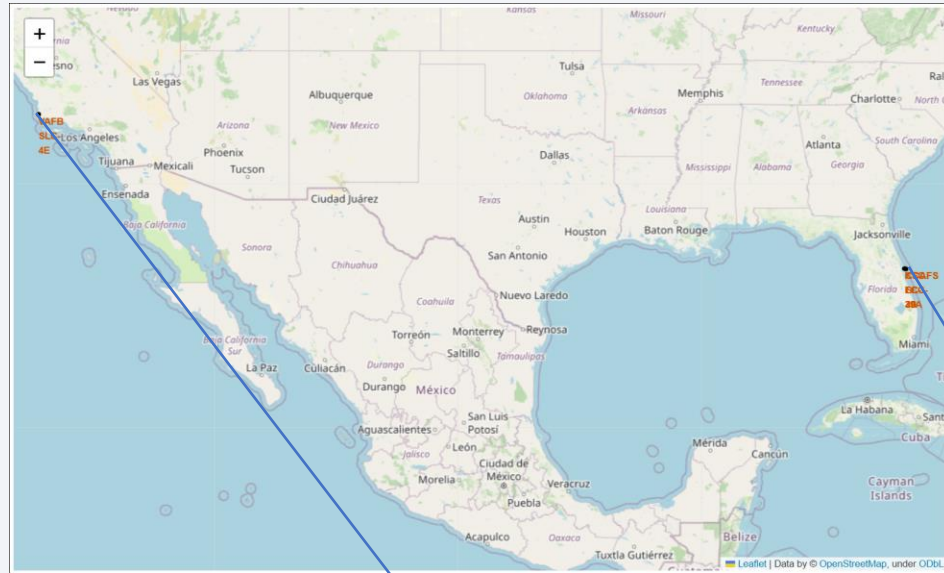 +
−
Kansas
Missouri
Kentucky
Las Vegas
Tulsa
Albuquerque
Oklahoma
Memphis
Tennessee
Charlotte
Arkansas
VAFB
SLC-
4E
Los Angeles
Arizona
New Mexico
Phoenix
Atlanta
South Carolina
Tijuana
Mexicali
Tucson
Dallas
Mississippi
Alabama
Georgia
Ensenada
Ciudad Juárez
Texas
Louisiana
Baja California
Austin
Houston
Baton Rouge
Jacksonville
Sonora
San Antonio
Chihuahua
Florida
Coahuila
Nuevo Laredo
Baja California
Sur
Torreón
Monterrey
Reynosa
Saltillo
Tamaulipas
Miami
La Paz
Culiacán
Durango
Durango
México
La Habana
San Luis
Potosí
Aguascalientes
Cuba
León
Jalisco
Mérida
Cancún
Ciudad de
México
Morelia
Veracruz
Puebla
Cayman
Islands
Acapulco
Oaxaca
Belize
Tuxtla Gutiérrez
Leaflet | Data by © OpenStreetMap, under ODbL